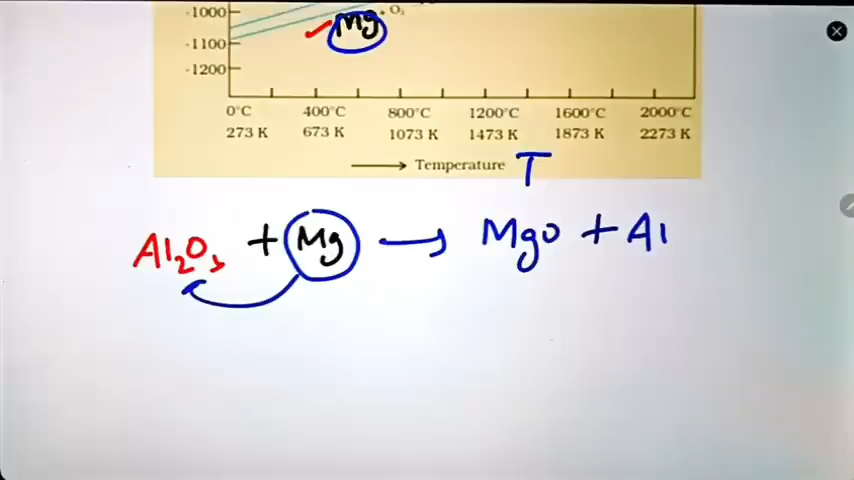 -1000
Mg + O₂
-1100
-1200
0°C 400°C 800°C 1200°C 1600°C 2000°C
273 K 673 K 1073 K 1473 K 1873 K 2273 K
Temperature T
Al₂O₃ + Mg → MgO + Al